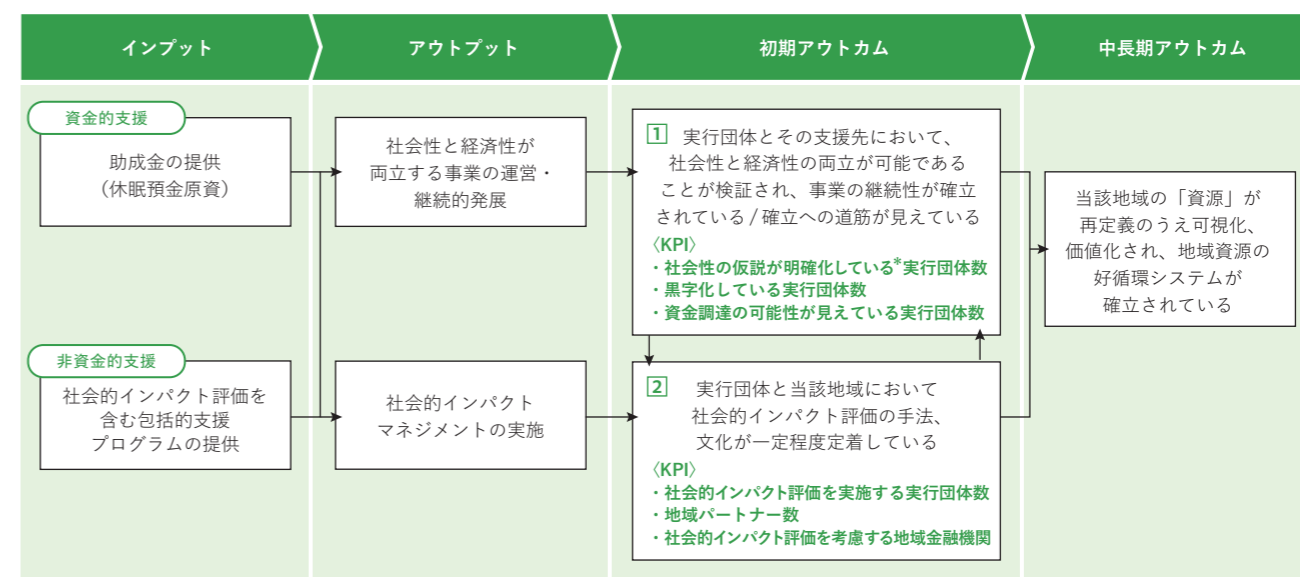 インプット
アウトプット
初期アウトカム
中長期アウトカム
資金的支援
助成金の提供
（休眠預金原資）
非資金的支援
社会的インパクト評価を
含む包括的支援
プログラムの提供
社会性と経済性が
両立する事業の運営・
継続的発展
社会的インパクト
マネジメントの実施
1 実行団体とその支援先において、
社会性と経済性の両立が可能である
ことが検証され、事業の継続性が確立
されている/確立への道筋が見えている
〈KPI〉
・社会性の仮説が明確化している*実行団体数
・黒字化している実行団体数
・資金調達の可能性が見えている実行団体数
2 実行団体と当該地域において
社会的インパクト評価の手法、
文化が一定程度定着している
〈KPI〉
・社会的インパクト評価を実施する実行団体数
・地域パートナー数
・社会的インパクト評価を考慮する地域金融機関
当該地域の「資源」が
再定義のうえ可視化、
価値化され、地域資源の
好循環システムが
確立されている